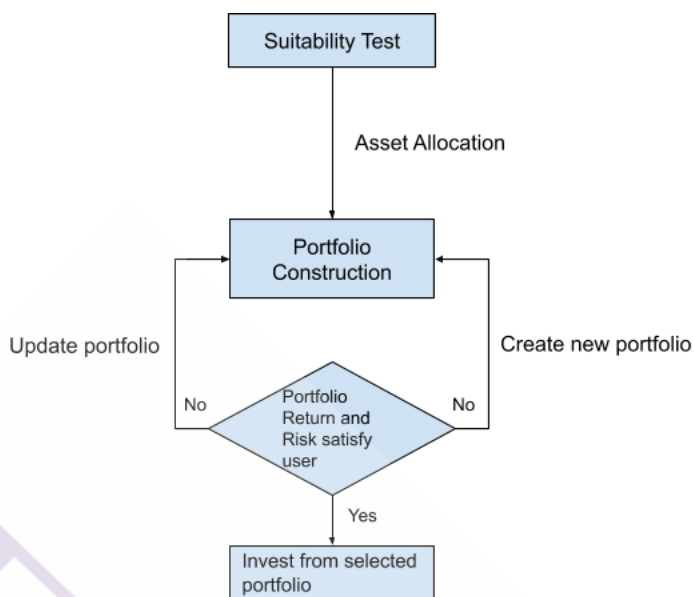 Suitability Test
Asset Allocation
Portfolio
Construction
Update portfolio
Create new portfolio
No
Portfolio
Return and
Risk satisfy
user
No
Yes
Invest from selected
portfolio